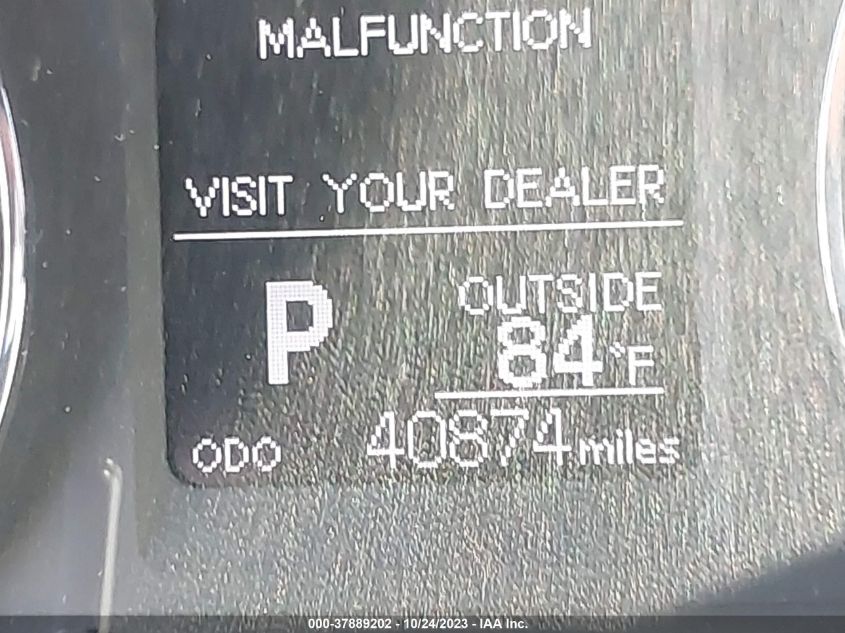 MALFUNCTION
VISIT YOUR DEALER
P
OUTSIDE
84°F
ODO 40874 miles
000-37889202 - 10/24/2023 - IAA Inc.